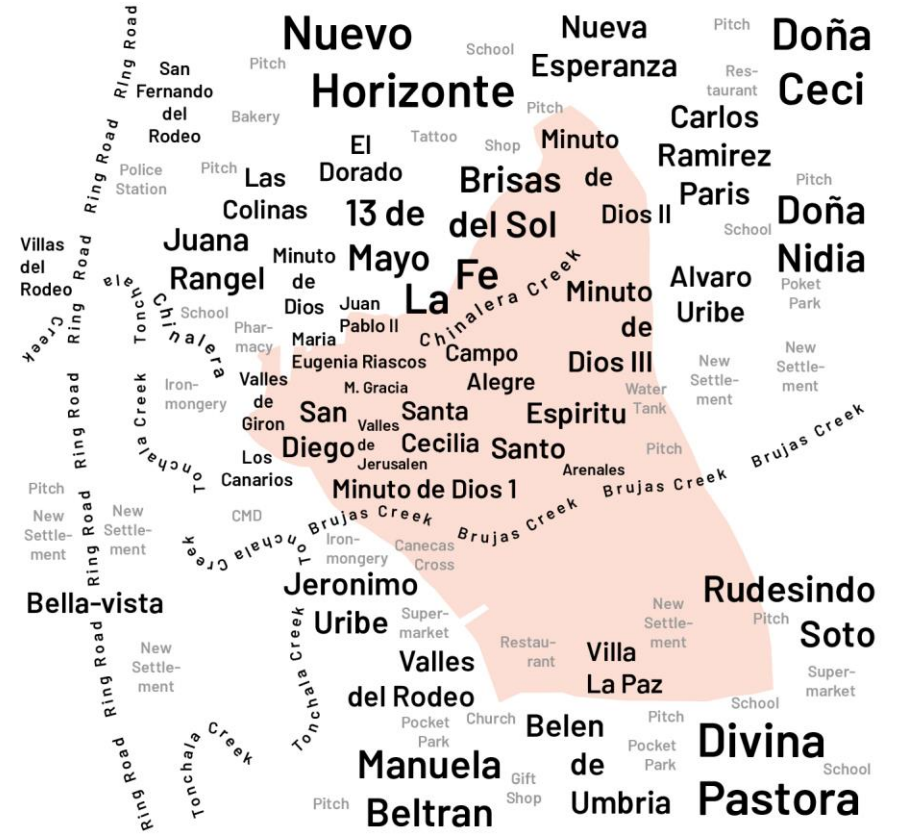 Ring Road
Ring Road
Ring Road
Ring Road
Ring Road
Ring Road
Ring Road
Ring Road
Nuevo
Horizonte
Nueva
Esperanza
Doña
Ceci
School
Pitch
Pitch
San
Fernando
del
Rodeo
Bakery
Res-
taurant
Pitch
Carlos
Ramirez
Paris
Tattoo
Shop
Minuto
de
Dios II
El
Dorado
Police
Station
Pitch
Las
Colinas
Brisas
del Sol
Pitch
Doña
Nidia
School
13 de
Mayo
Juana
Rangel
Villas
del
Rodeo
Minuto
de
Dios
La Fe
Chinalera Creek
Minuto
de
Dios III
Alvaro
Uribe
Poket
Park
Tonchala
Creek
Chinalera
School
Phar-
macy
Juan
Pablo II
Maria
Eugenia Riascos
Campo
Alegre
New
Settle-
ment
New
Settle-
ment
Iron-
mongery
Valles
de
Giron
M. Gracia
Water
Tank
San
Diego
Valles
de
Jerusalen
Santa
Cecilia
Espiritu
Santo
Pitch
Tonchala Creek
Los
Canarios
Arenales
Brujas Creek
Brujas Creek
Minuto de Dios 1
Brujas Creek
Brujas Creek
Pitch
New
Settle-
ment
New
Settle-
ment
CMD
Tonchala Creek
Iron-
mongery
Canecas
Cross
Bella-vista
Jeronimo
Uribe
Super-
market
Rudesindo
Soto
New
Settle-
ment
Pitch
New
Settle-
ment
Restau-
rant
Villa
La Paz
Valles
del Rodeo
Super-
market
Tonchala Creek
School
Pocket
Park
Church
Belen
de
Umbria
Pitch
Pocket
Park
Divina
Pastora
School
Tonchala Creek
Manuela
Beltran
Gift
Shop
Pitch